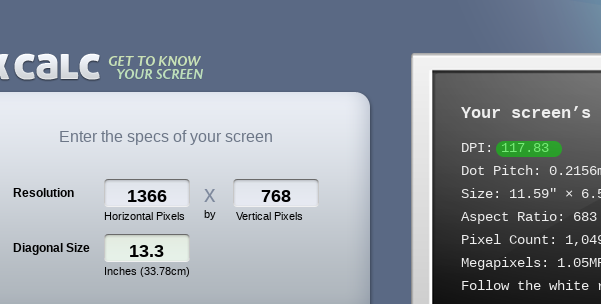 calc GET TO KNOW
YOUR SCREEN
Enter the specs of your screen
Resolution 1366 X 768
Horizontal Pixels by Vertical Pixels
Diagonal Size 13.3
Inches (33.78cm)
Your screen’s
DPI: 117.83
Dot Pitch: 0.2156m
Size: 11.59" × 6.5
Aspect Ratio: 683
Pixel Count: 1,049
Megapixels: 1.05MP
Follow the white r